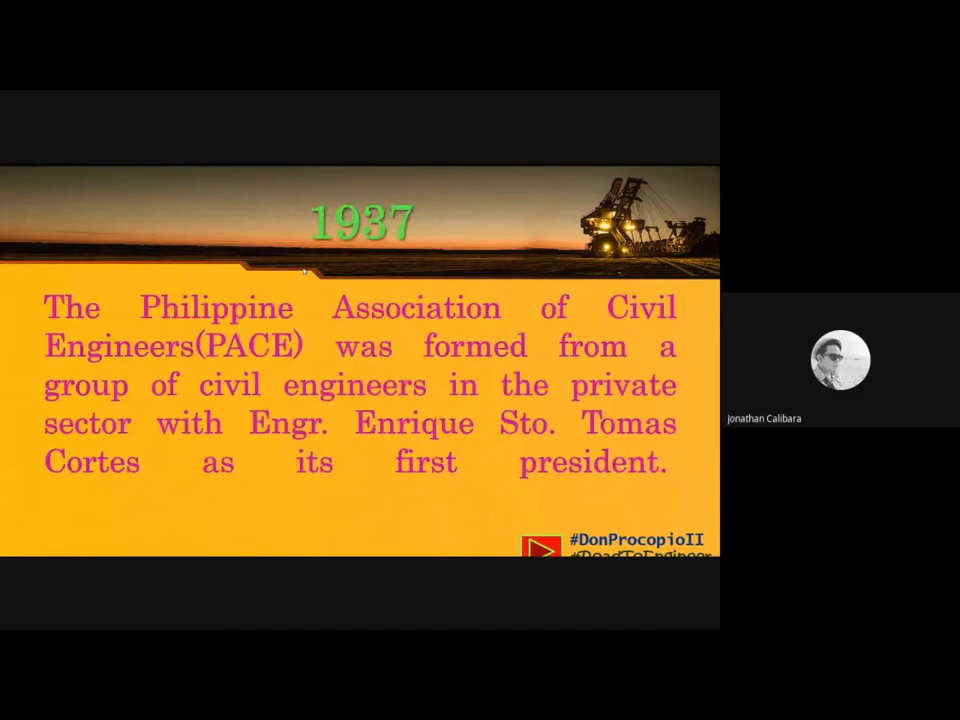 1937
The Philippine Association of Civil
Engineers(PACE) was formed from a
group of civil engineers in the private
sector with Engr. Enrique Sto. Tomas
Cortes as its first president.
Jonathan Calibara
#DonProcopioII
#RoadToEngineer